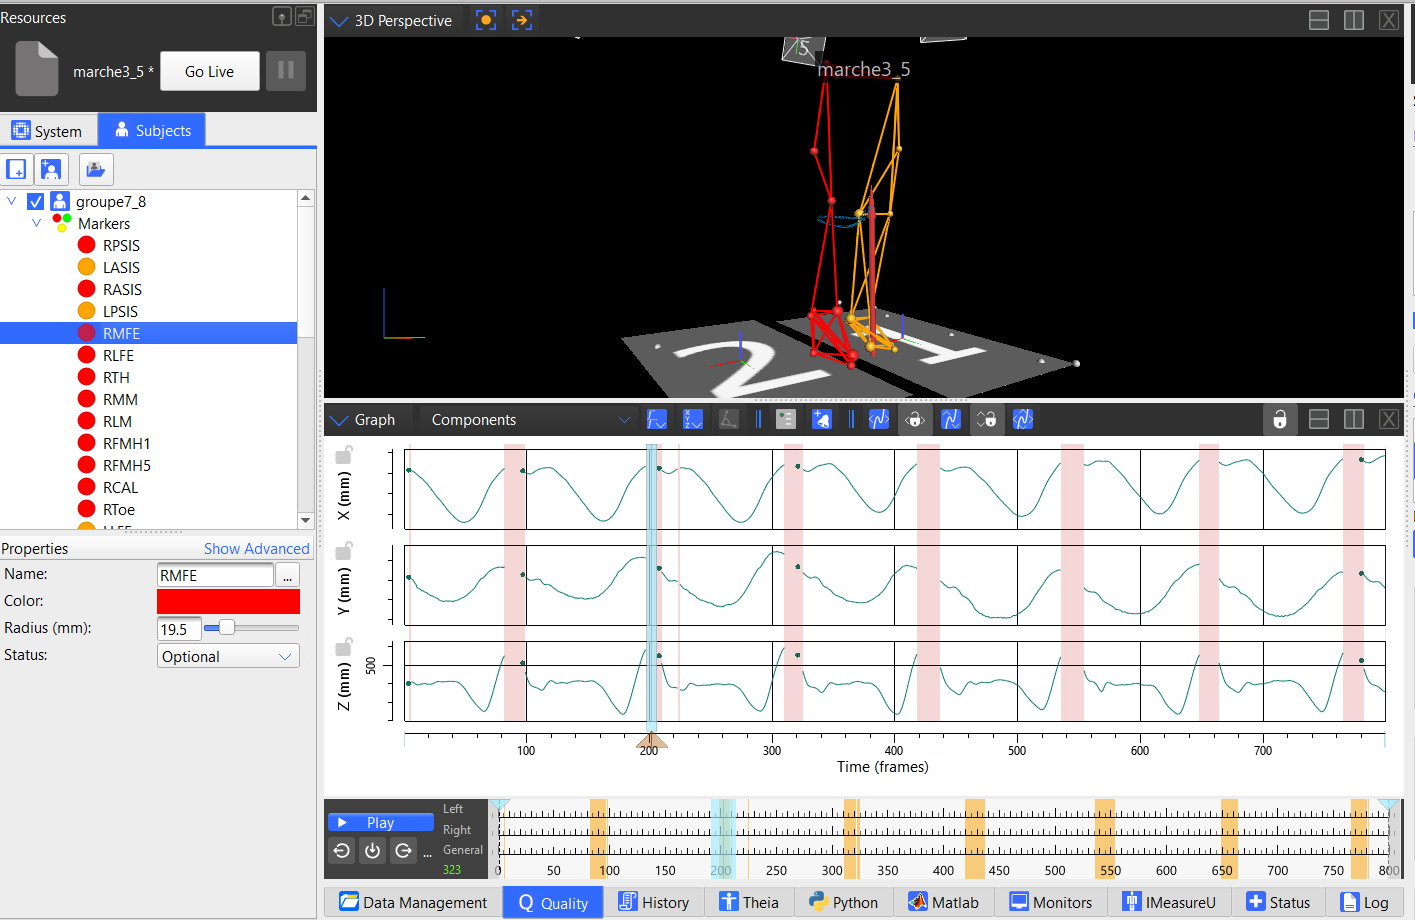 Resources
marche3_5 *
Go Live
System
Subjects
groupe7_8
Markers
RPSIS
LASIS
RASIS
LPSIS
RMFE
RLFE
RTH
RMM
RLM
RFMH1
RFMH5
RCAL
RToe
Properties
Show Advanced
Name:
RMFE
...
Color:
Radius (mm):
19.5
Status:
Optional
3D Perspective
5
marche3_5
2
1
Graph
Components
X (mm)
Y (mm)
Z (mm)
500
100
200
300
400
500
600
700
Time (frames)
Play
...
Left
Right
General
323
0
50
100
150
200
250
300
350
400
450
500
550
600
650
700
750
800
Data Management
Quality
History
Theia
Python
Matlab
Monitors
IMeasureU
Status
Log